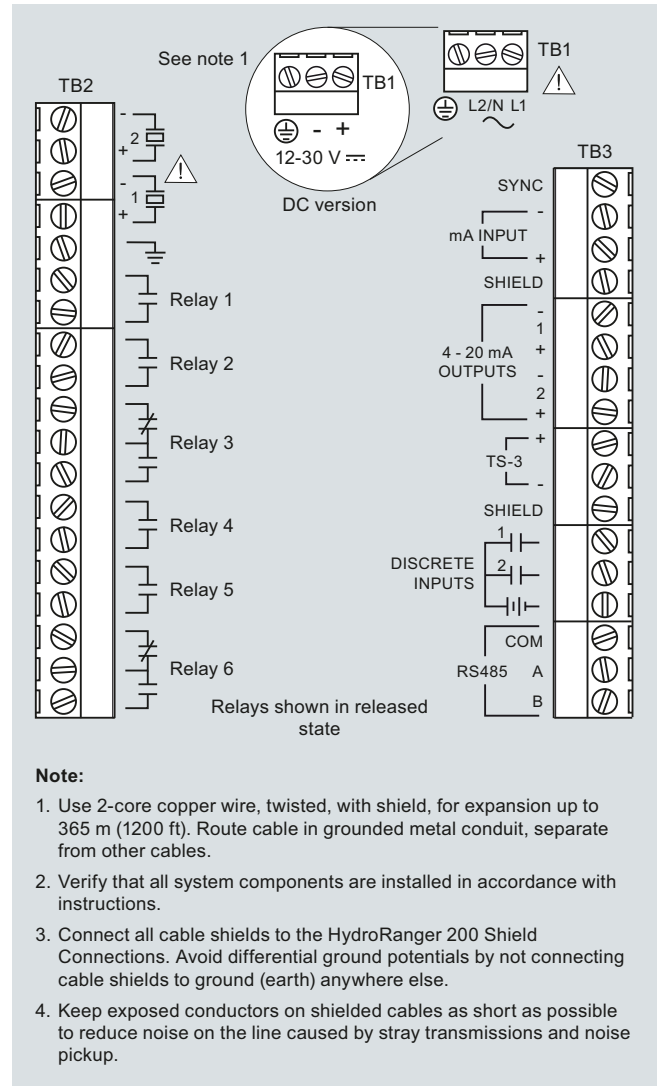 See note 1
TB1
12-30 V
DC version
TB1
L2/N L1
TB2
- 2 +
- 1 +
Relay 1
Relay 2
Relay 3
Relay 4
Relay 5
Relay 6
Relays shown in released
state
TB3
SYNC
-
mA INPUT
+
SHIELD
-
1
+
4 - 20 mA
OUTPUTS
-
2
+
+
TS-3
-
SHIELD
1
DISCRETE
INPUTS
2
COM
RS485 A
B
Note:
1. Use 2-core copper wire, twisted, with shield, for expansion up to
365 m (1200 ft). Route cable in grounded metal conduit, separate
from other cables.
2. Verify that all system components are installed in accordance with
instructions.
3. Connect all cable shields to the HydroRanger 200 Shield
Connections. Avoid differential ground potentials by not connecting
cable shields to ground (earth) anywhere else.
4. Keep exposed conductors on shielded cables as short as possible
to reduce noise on the line caused by stray transmissions and noise
pickup.